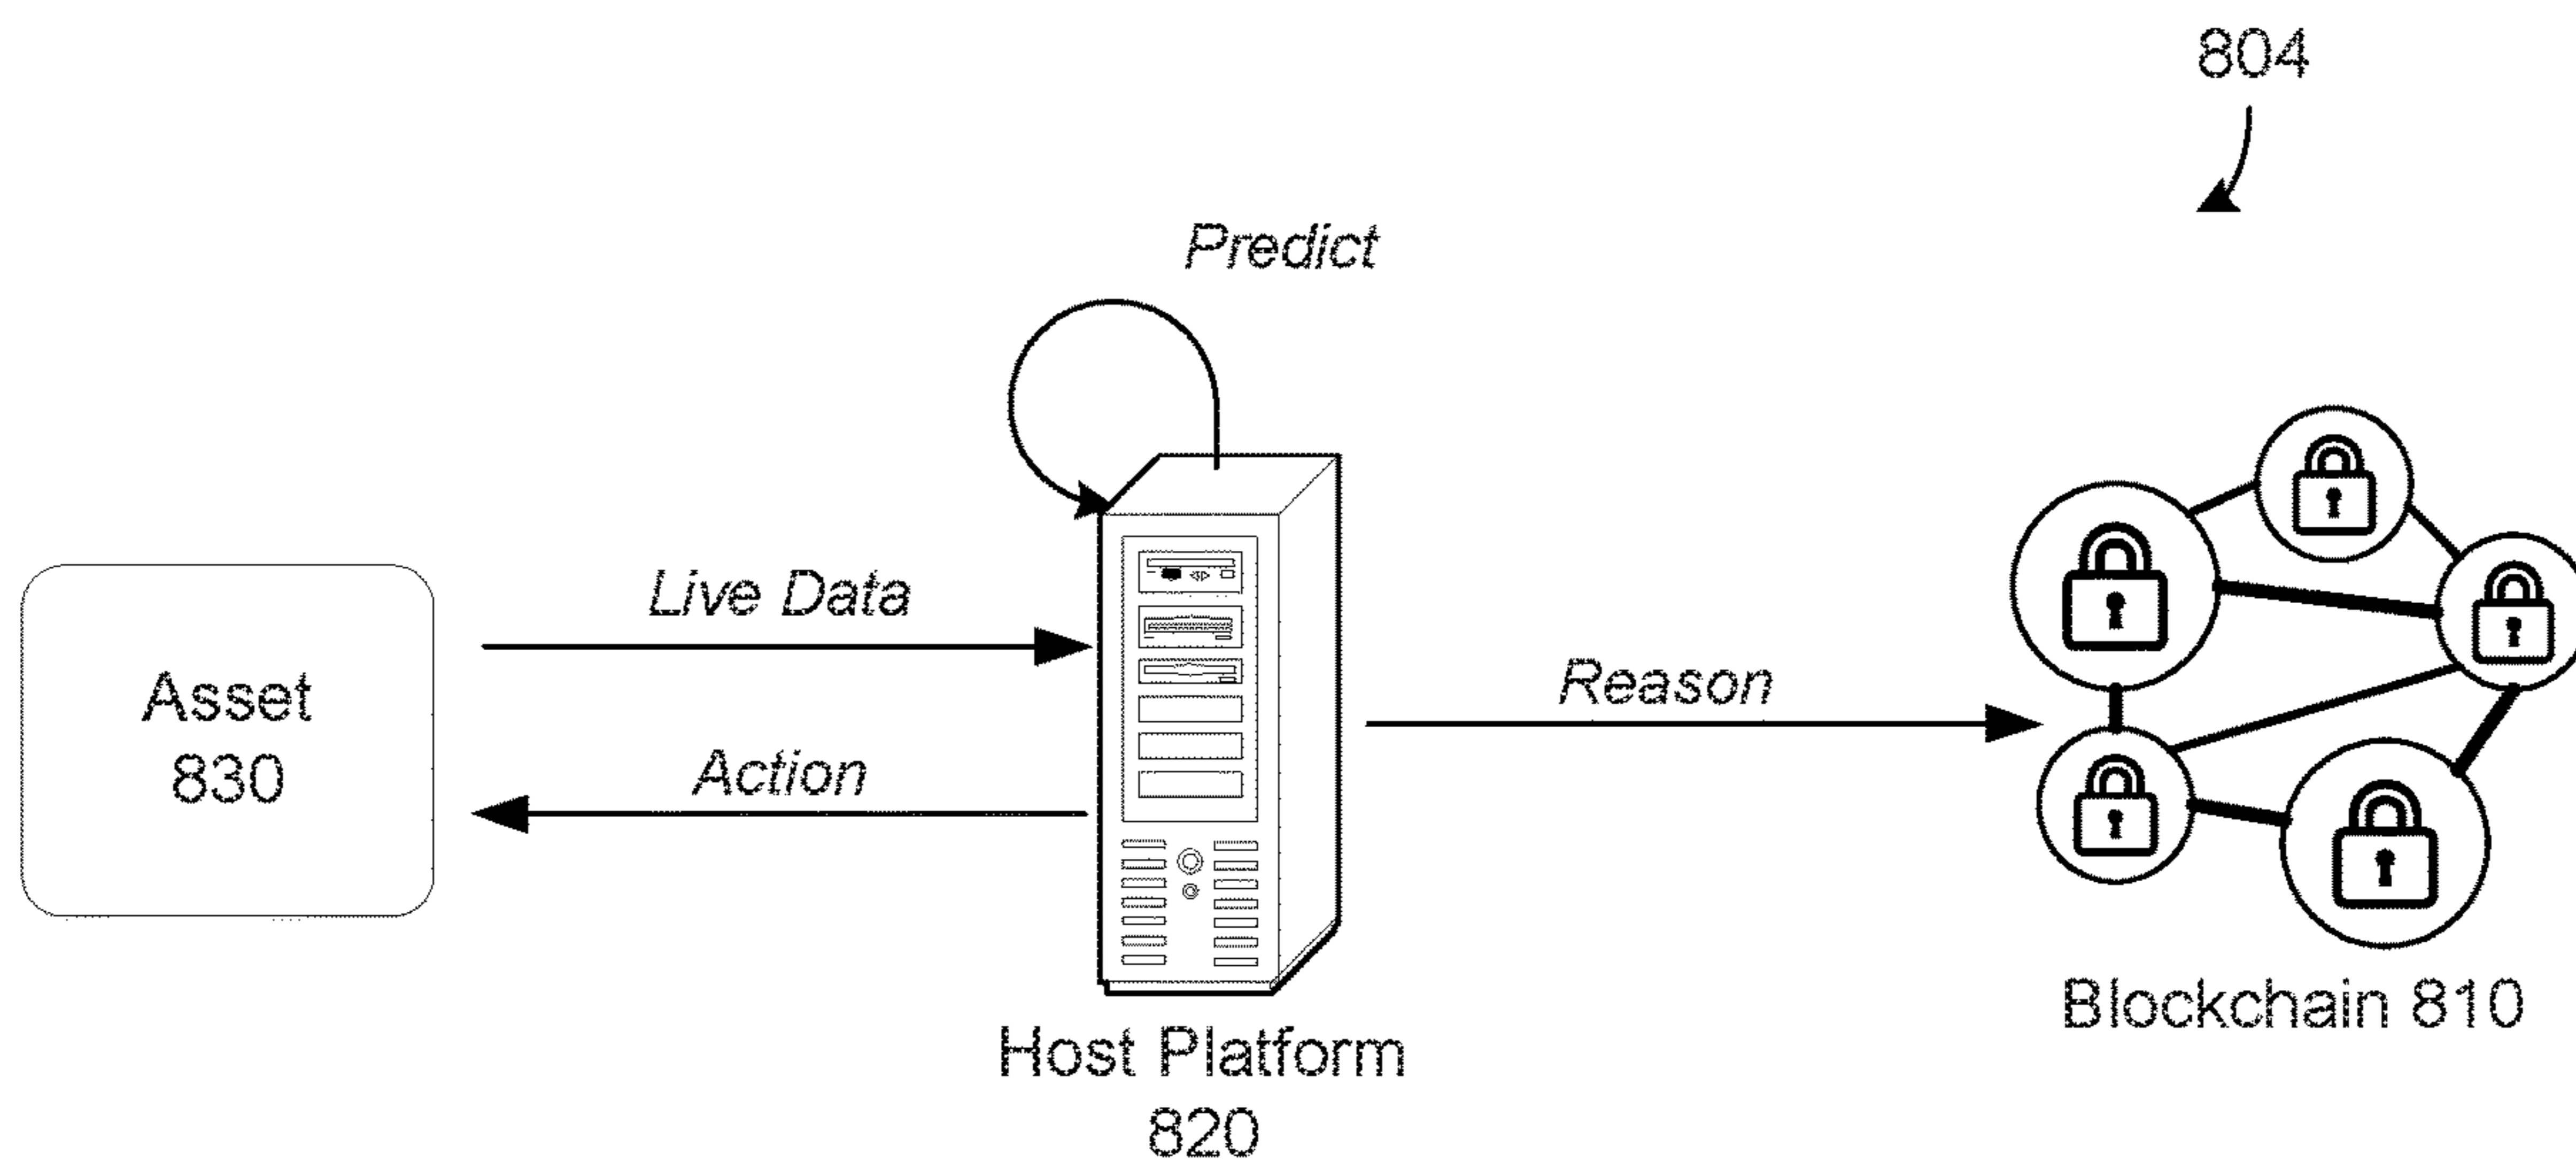 804
Predict
Live Data
Asset
830
Action
Reason
Blockchain 810
Host Platform
820